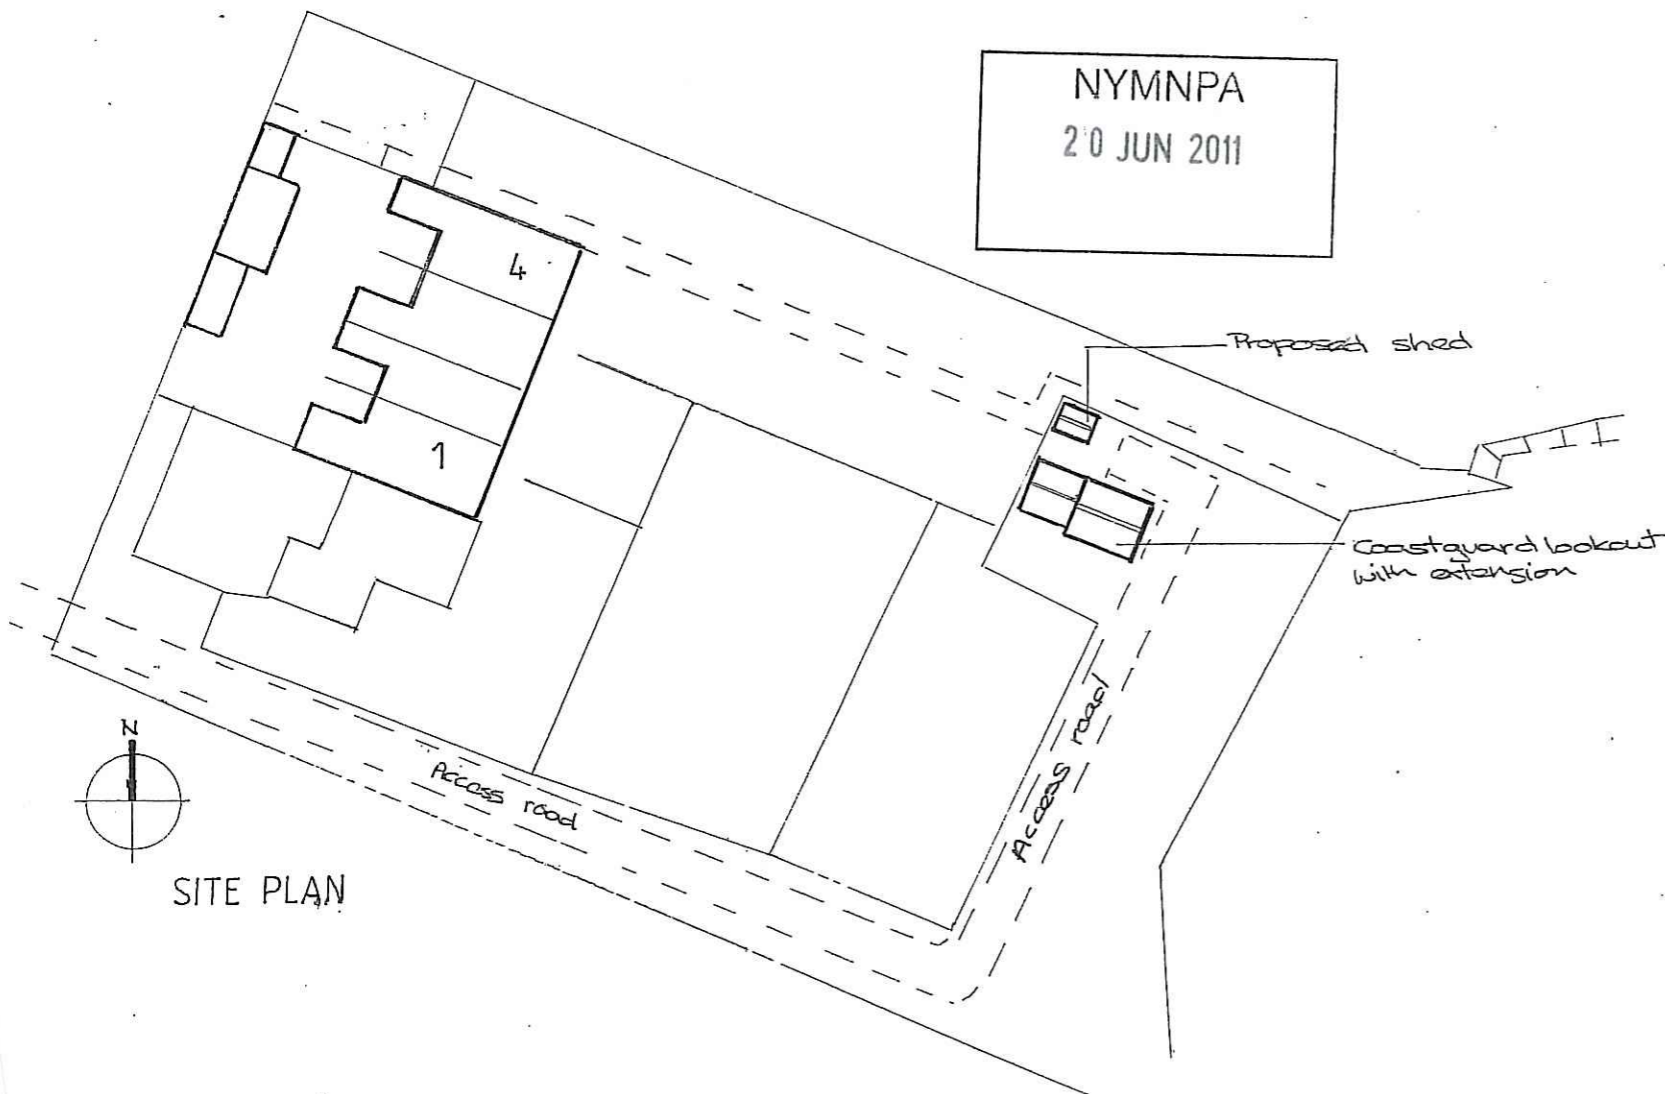 NYMNPA
20 JUN 2011
4
Proposed shed
1
Coastguard lookout
with extension
Access road
Access road
N
SITE PLAN